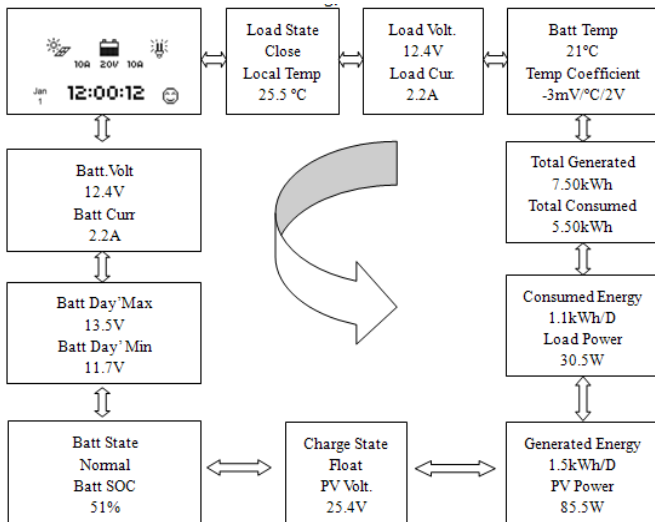 10A 20V 10A
Jan
1
12:00:12
Load State
Close
Local Temp
25.5 ℃
Load Volt.
12.4V
Load Cur.
2.2A
Batt Temp
21℃
Temp Coefficient
-3mV/℃/2V
Batt.Volt
12.4V
Batt Curr
2.2A
Total Generated
7.50kWh
Total Consumed
5.50kWh
Batt Day'Max
13.5V
Batt Day' Min
11.7V
Consumed Energy
1.1kWh/D
Load Power
30.5W
Batt State
Normal
Batt SOC
51%
Charge State
Float
PV Volt.
25.4V
Generated Energy
1.5kWh/D
PV Power
85.5W